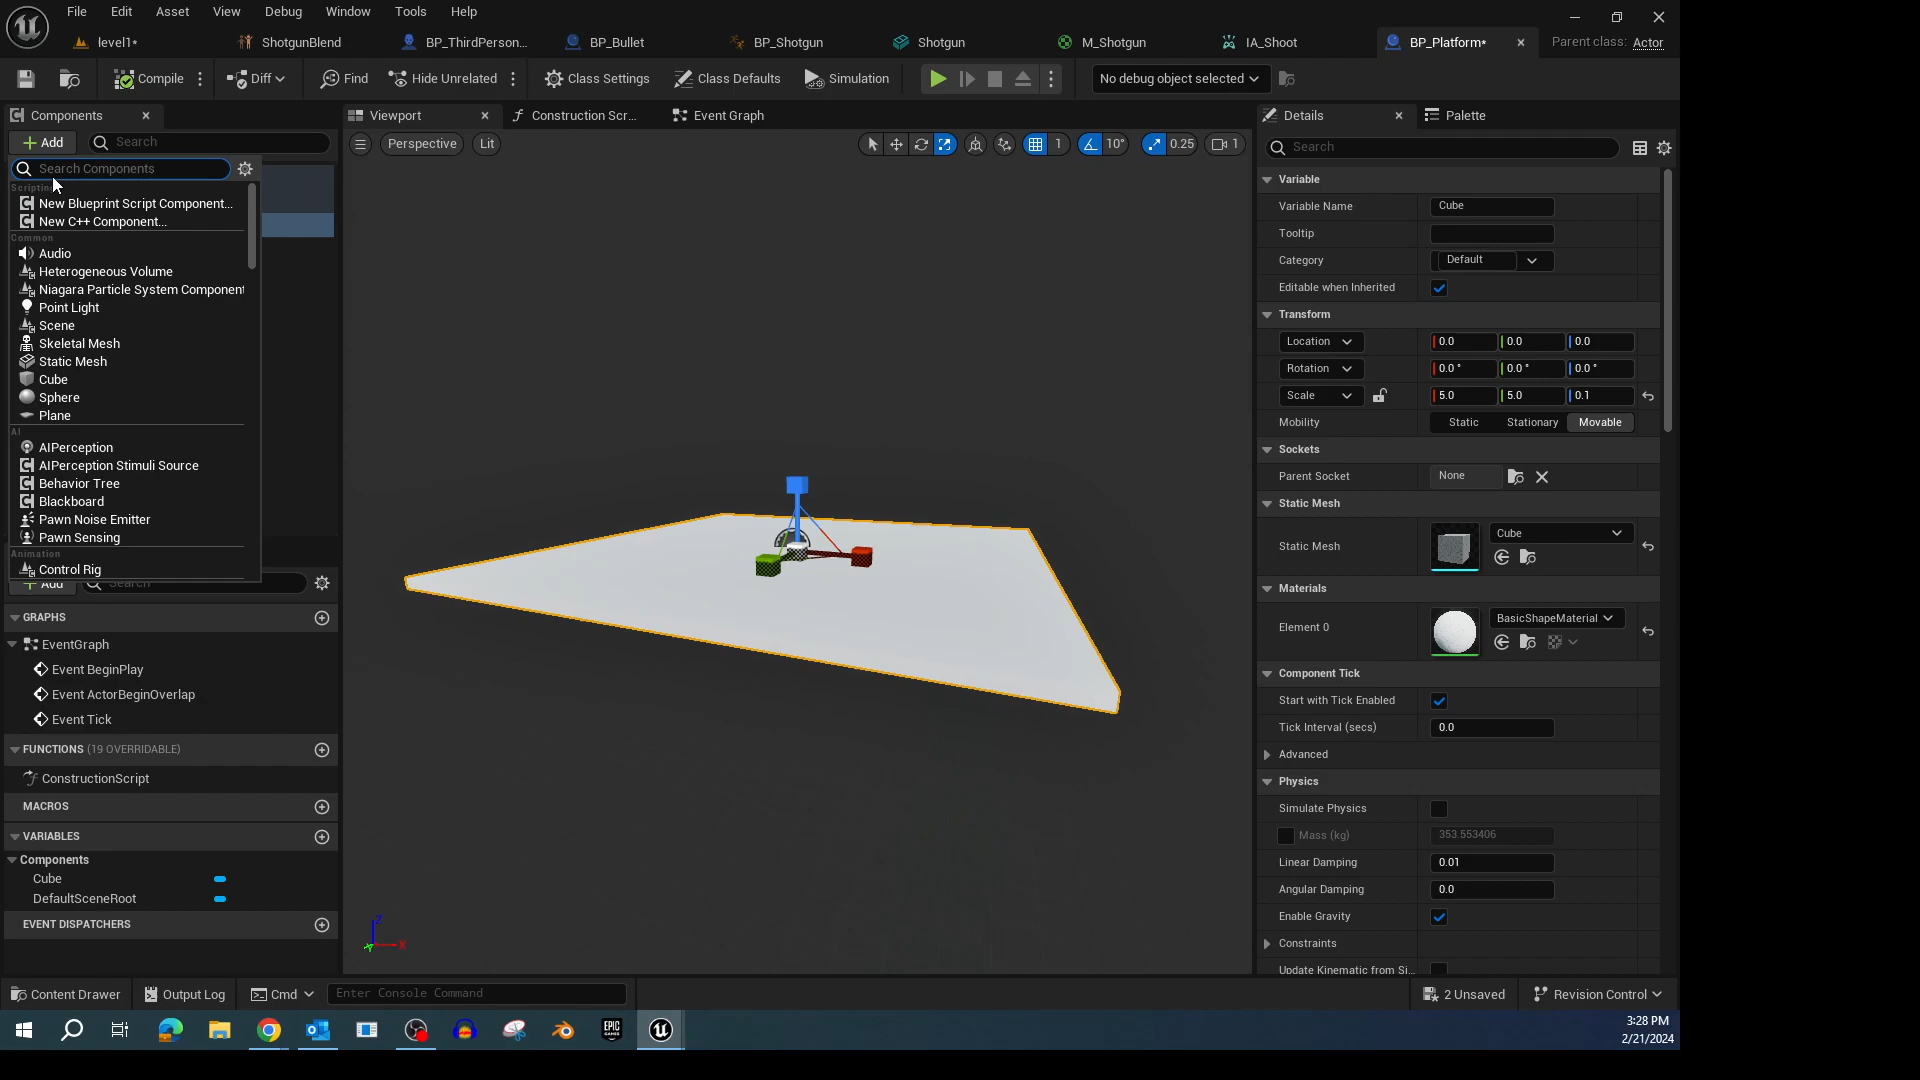 File Edit Asset View Debug Window Tools Help
level1* ShotgunBlend BP_ThirdPerson... BP_Bullet BP_Shotgun Shotgun M_Shotgun IA_Shoot BP_Platform* Parent class: Actor
Compile Diff Find Hide Unrelated Class Settings Class Defaults Simulation No debug object selected
Components Viewport Construction Scr... Event Graph Details Palette
Add Search Perspective Lit 1 10° 0.25 1 Search
Search Components
Scripting
New Blueprint Script Component...
New C++ Component...
Common
Audio
Heterogeneous Volume
Niagara Particle System Component
Point Light
Scene
Skeletal Mesh
Static Mesh
Cube
Sphere
Plane
AI
AIPerception
AIPerception Stimuli Source
Behavior Tree
Blackboard
Pawn Noise Emitter
Pawn Sensing
Animation
Control Rig
Add Search
GRAPHS
EventGraph
Event BeginPlay
Event ActorBeginOverlap
Event Tick
FUNCTIONS (19 OVERRIDABLE)
ConstructionScript
MACROS
VARIABLES
Components
Cube
DefaultSceneRoot
EVENT DISPATCHERS
Z
X
Variable
Variable Name Cube
Tooltip
Category Default
Editable when Inherited
Transform
Location 0.0 0.0 0.0
Rotation 0.0 ° 0.0 ° 0.0 °
Scale 5.0 5.0 0.1
Mobility Static Stationary Movable
Sockets
Parent Socket None
Static Mesh
Static Mesh Cube
Materials
Element 0 BasicShapeMaterial
Component Tick
Start with Tick Enabled
Tick Interval (secs) 0.0
Advanced
Physics
Simulate Physics
Mass (kg) 353.553406
Linear Damping 0.01
Angular Damping 0.0
Enable Gravity
Constraints
Update Kinematic from Si...
Content Drawer Output Log Cmd Enter Console Command 2 Unsaved Revision Control
EPIC GAMES
3:28 PM
2/21/2024